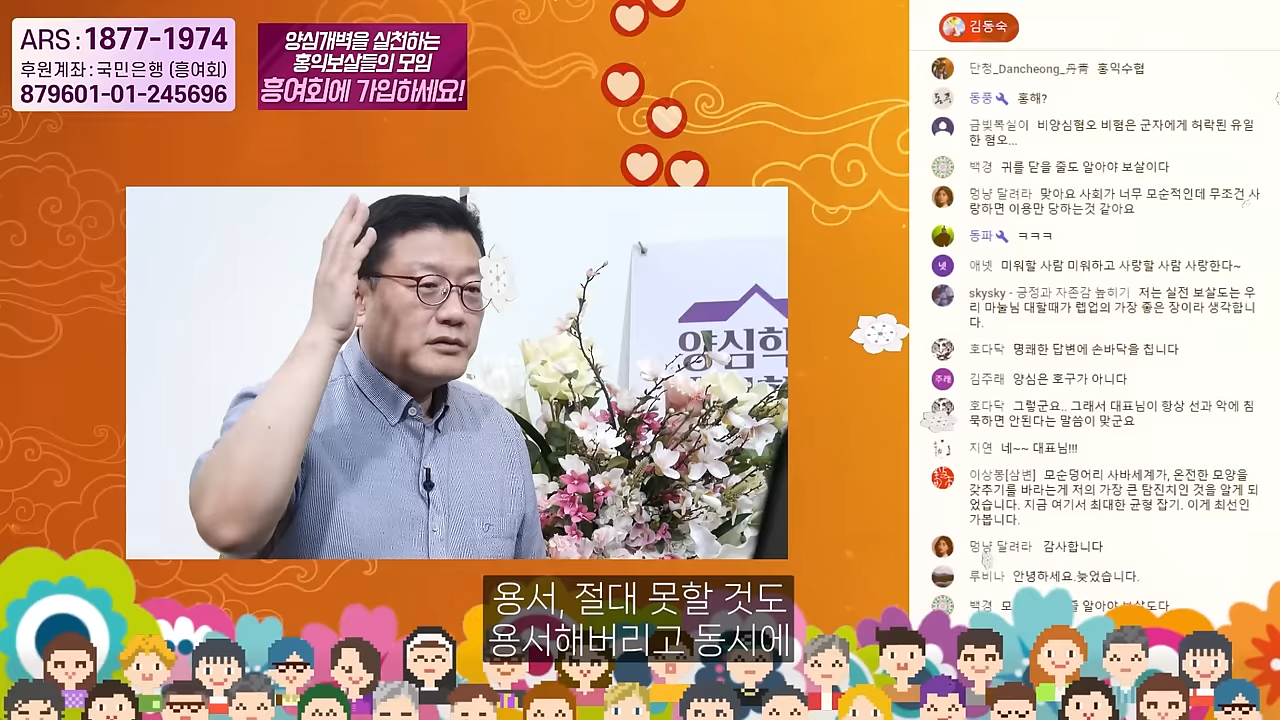 ARS : 1877-1974
후원계좌 : 국민은행 (흥여회)
879601-01-245696
양심개벽을 실천하는
홍익보살들의 모임
흥여회에 가입하세요!
양심학
용서, 절대 못할 것도
용서해버리고 동시에
김동숙
단청_Dancheong_丹青 홍익수협
동풍 홍해?
금빛복실이 비양심혐오 비혐은 군자에게 허락된 유일
한 혐오...
백경 귀를 닫을 줄도 알아야 보살이다
멍냥 달려라 맞아요 사회가 너무 모순적인데 무조건 사
랑하면 이용만 당하는것 같아요
동파 ㅋㅋㅋ
넷 애넷 미워할 사람 미워하고 사랑할 사람 사랑한다~
skysky - 긍정과 자존감 높히기 저는 실전 보살도는 우
리 마눌님 대할때가 렙업의 가장 좋은 장이라 생각합니
다.
호다닥 명쾌한 답변에 손바닥을 칩니다
주래 김주래 양심은 호구가 아니다
호다닥 그렇군요.. 그래서 대표님이 항상 선과 악에 침
묵하면 안된다는 말씀이 맞군요
지연 네~~ 대표님!!!
이상봉[삼변] 모순덩어리 사바세계가, 온전한 모양을
갖추기를 바라는게 저의 가장 큰 탐진치인 것을 알게 되
었습니다. 지금 여기서 최대한 균형 잡기. 이게 최선인
가봅니다.
멍냥 달려라 감사합니다
루비나 안녕하세요.늦었습니다.
백경 모 줄 알아야 보살도다